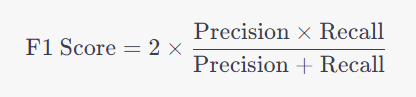 F1 Score = 2 × Precision × Recall / Precision + Recall